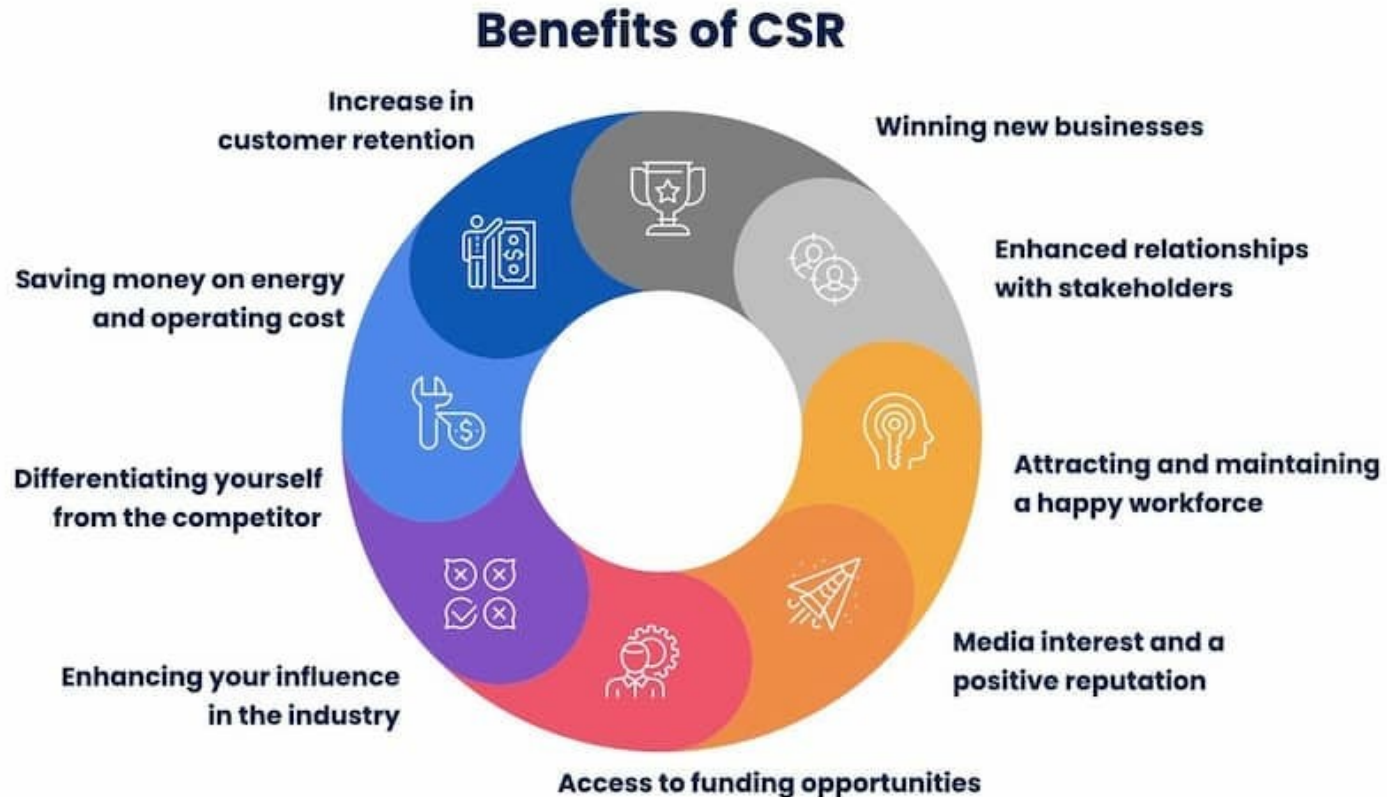 Benefits of CSR
Increase in
customer retention
Winning new businesses
Enhanced relationships
with stakeholders
Saving money on energy
and operating cost
Attracting and maintaining
a happy workforce
Differentiating yourself
from the competitor
Media interest and a
positive reputation
Enhancing your influence
in the industry
Access to funding opportunities